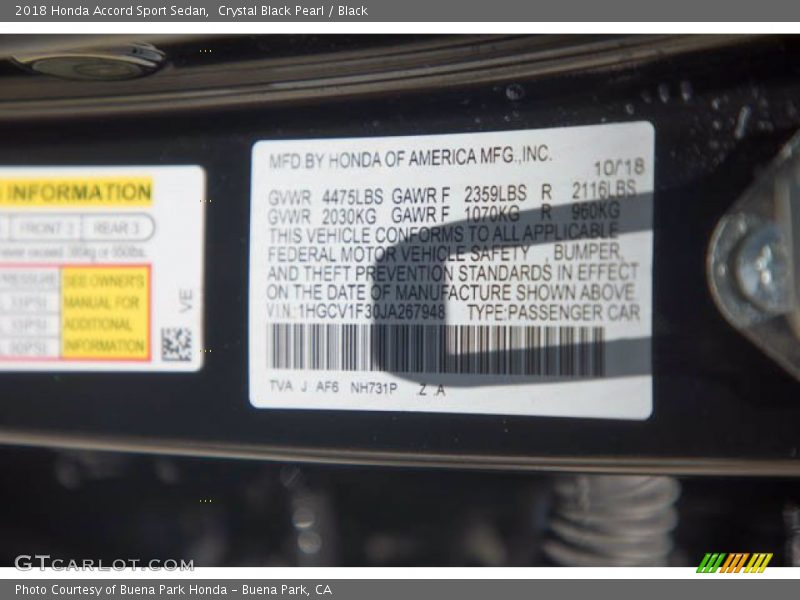 2018 Honda Accord Sport Sedan,  Crystal Black Pearl / Black
INFORMATION
FRONT 2 REAR 3
SEE OWNER'S
MANUAL FOR
ADDITIONAL
INFORMATION
VE
MFD.BY HONDA OF AMERICA MFG.,INC.
10/18
GVWR 4475LBS GAWR F 2359LBS R 2116LBS
GVWR 2030KG GAWR F 1070KG R 960KG
THIS VEHICLE CONFORMS TO ALL APPLICABLE
FEDERAL MOTOR VEHICLE SAFETY , BUMPER,
AND THEFT PREVENTION STANDARDS IN EFFECT
ON THE DATE OF MANUFACTURE SHOWN ABOVE.
V.I.N.:1HGCV1F30JA267948 TYPE:PASSENGER CAR
TVA J AF6 NH731P Z .A
GTCARLOT.COM
Photo Courtesy of Buena Park Honda – Buena Park, CA